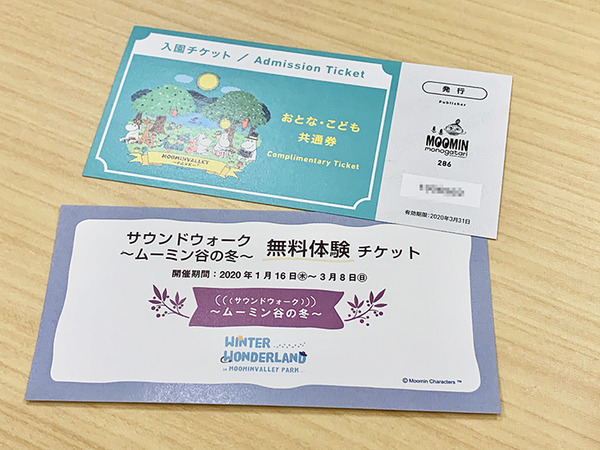 入園チケット / Admission Ticket
おとな・こども
共通券
Complimentary Ticket
MOOMINVALLEY
PARK
発行
Publisher
MOOMIN
monogatari
286
有効期限:2020年3月31日
サウンドウォーク
～ムーミン谷の冬～
無料体験 チケット
開催期間:2020年1月16日㊍～3月8日㊐
(((サウンドウォーク)))
～ムーミン谷の冬～
WINTER
WONDERLAND
in MOOMINVALLEY PARK
© Moomin Characters ™